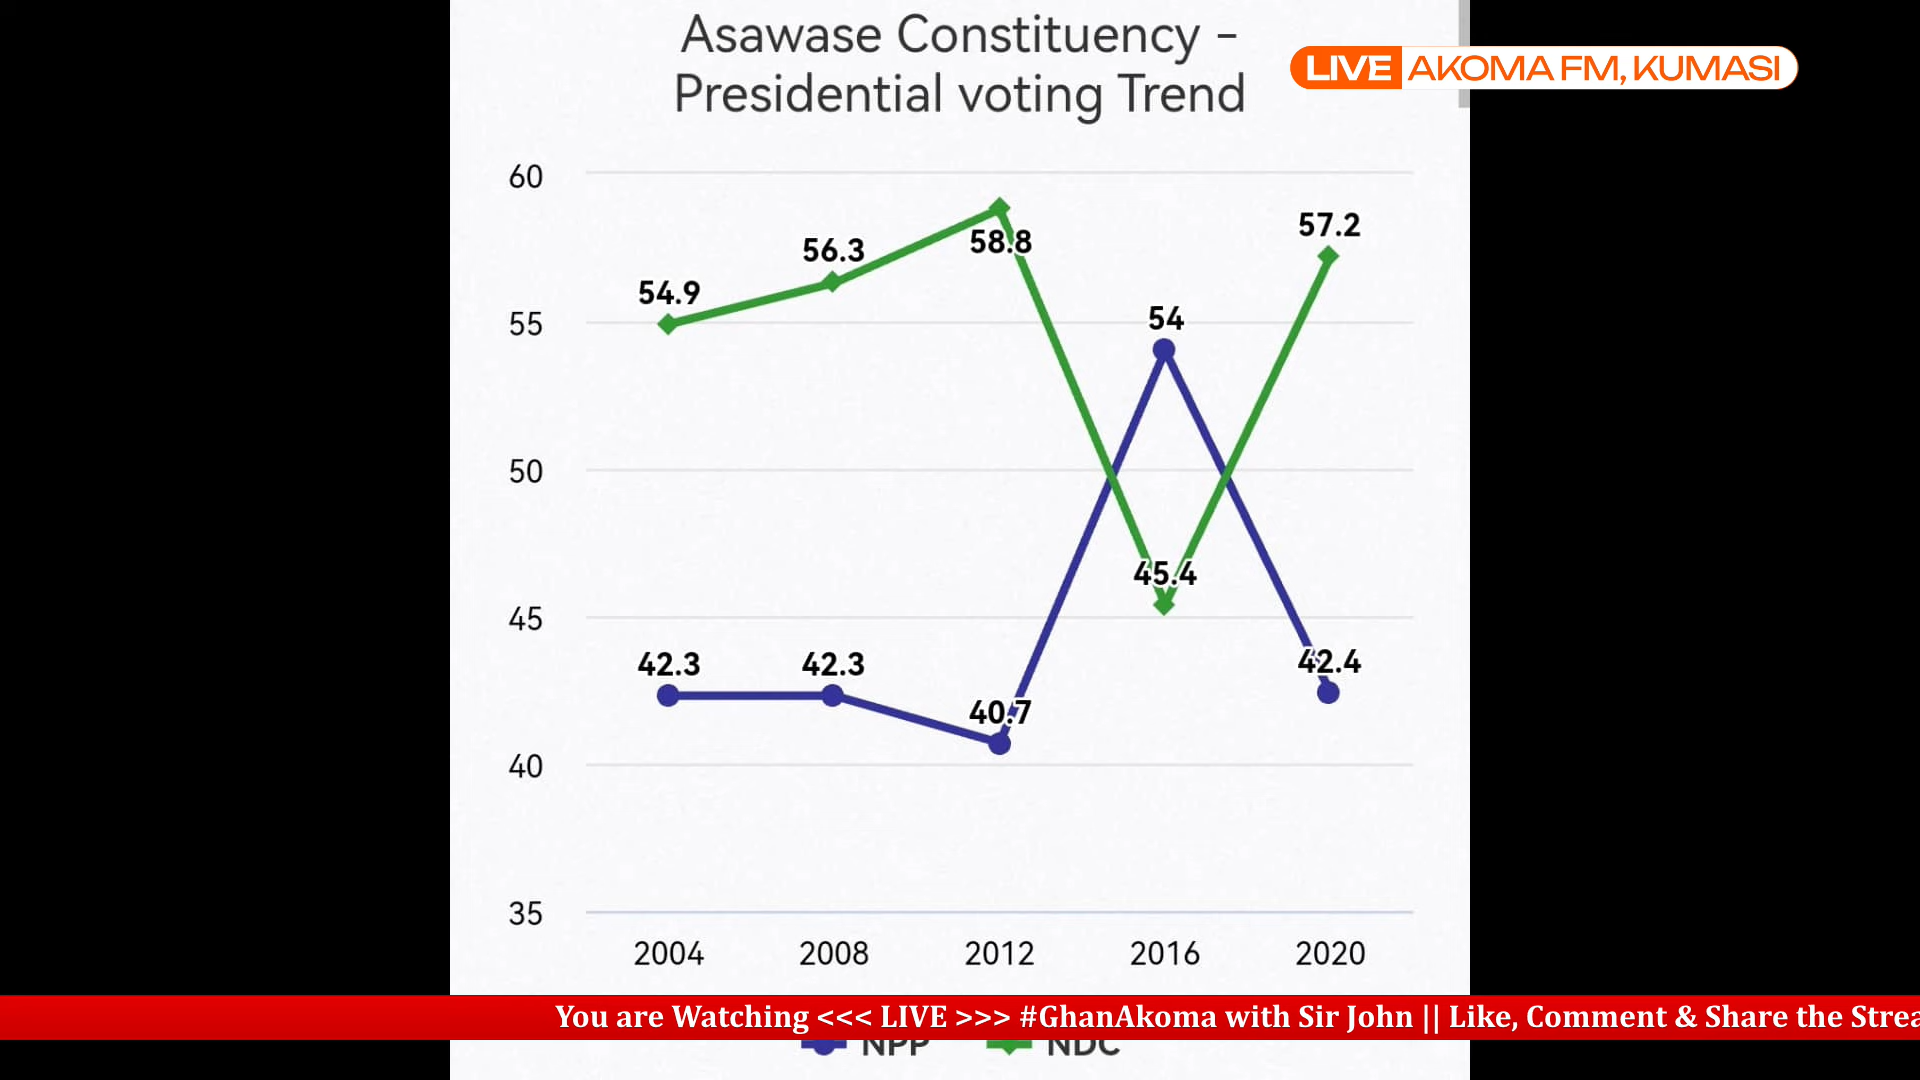 Asawase Constituency –
Presidential voting Trend
LIVE AKOMA FM, KUMASI
60
55
50
45
40
35
54.9
56.3
58.8
45.4
57.2
42.3
42.3
40.7
54
42.4
2004 2008 2012 2016 2020
You are Watching <<< LIVE >>> #GhanAkoma with Sir John || Like, Comment & Share the Strea
NPP NDC